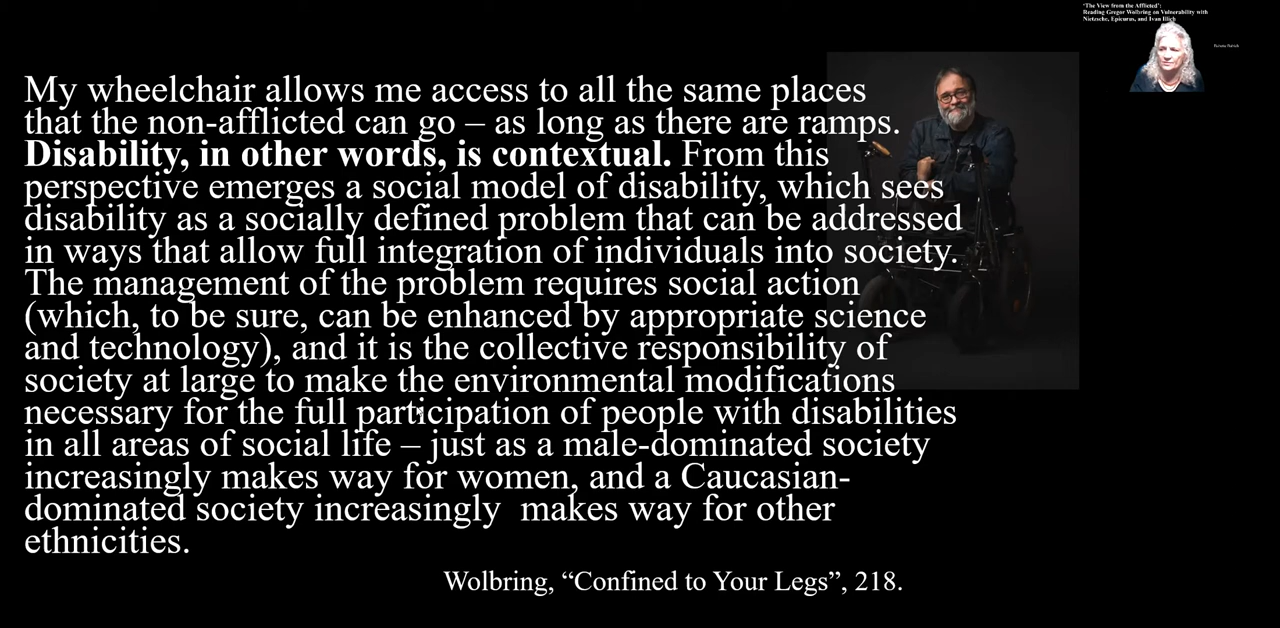 'The View from the Afflicted':
Reading Gregor Wolbring on Vulnerability with
Nietzsche, Epicurus, and Ivan Illich
My wheelchair allows me access to all the same places
that the non-afflicted can go – as long as there are ramps.
Disability, in other words, is contextual. From this
perspective emerges a social model of disability, which sees
disability as a socially defined problem that can be addressed
in ways that allow full integration of individuals into society.
The management of the problem requires social action
(which, to be sure, can be enhanced by appropriate science
and technology), and it is the collective responsibility of
society at large to make the environmental modifications
necessary for the full participation of people with disabilities
in all areas of social life – just as a male-dominated society
increasingly makes way for women, and a Caucasian-
dominated society increasingly makes way for other
ethnicities.
Wolbring, “Confined to Your Legs”, 218.